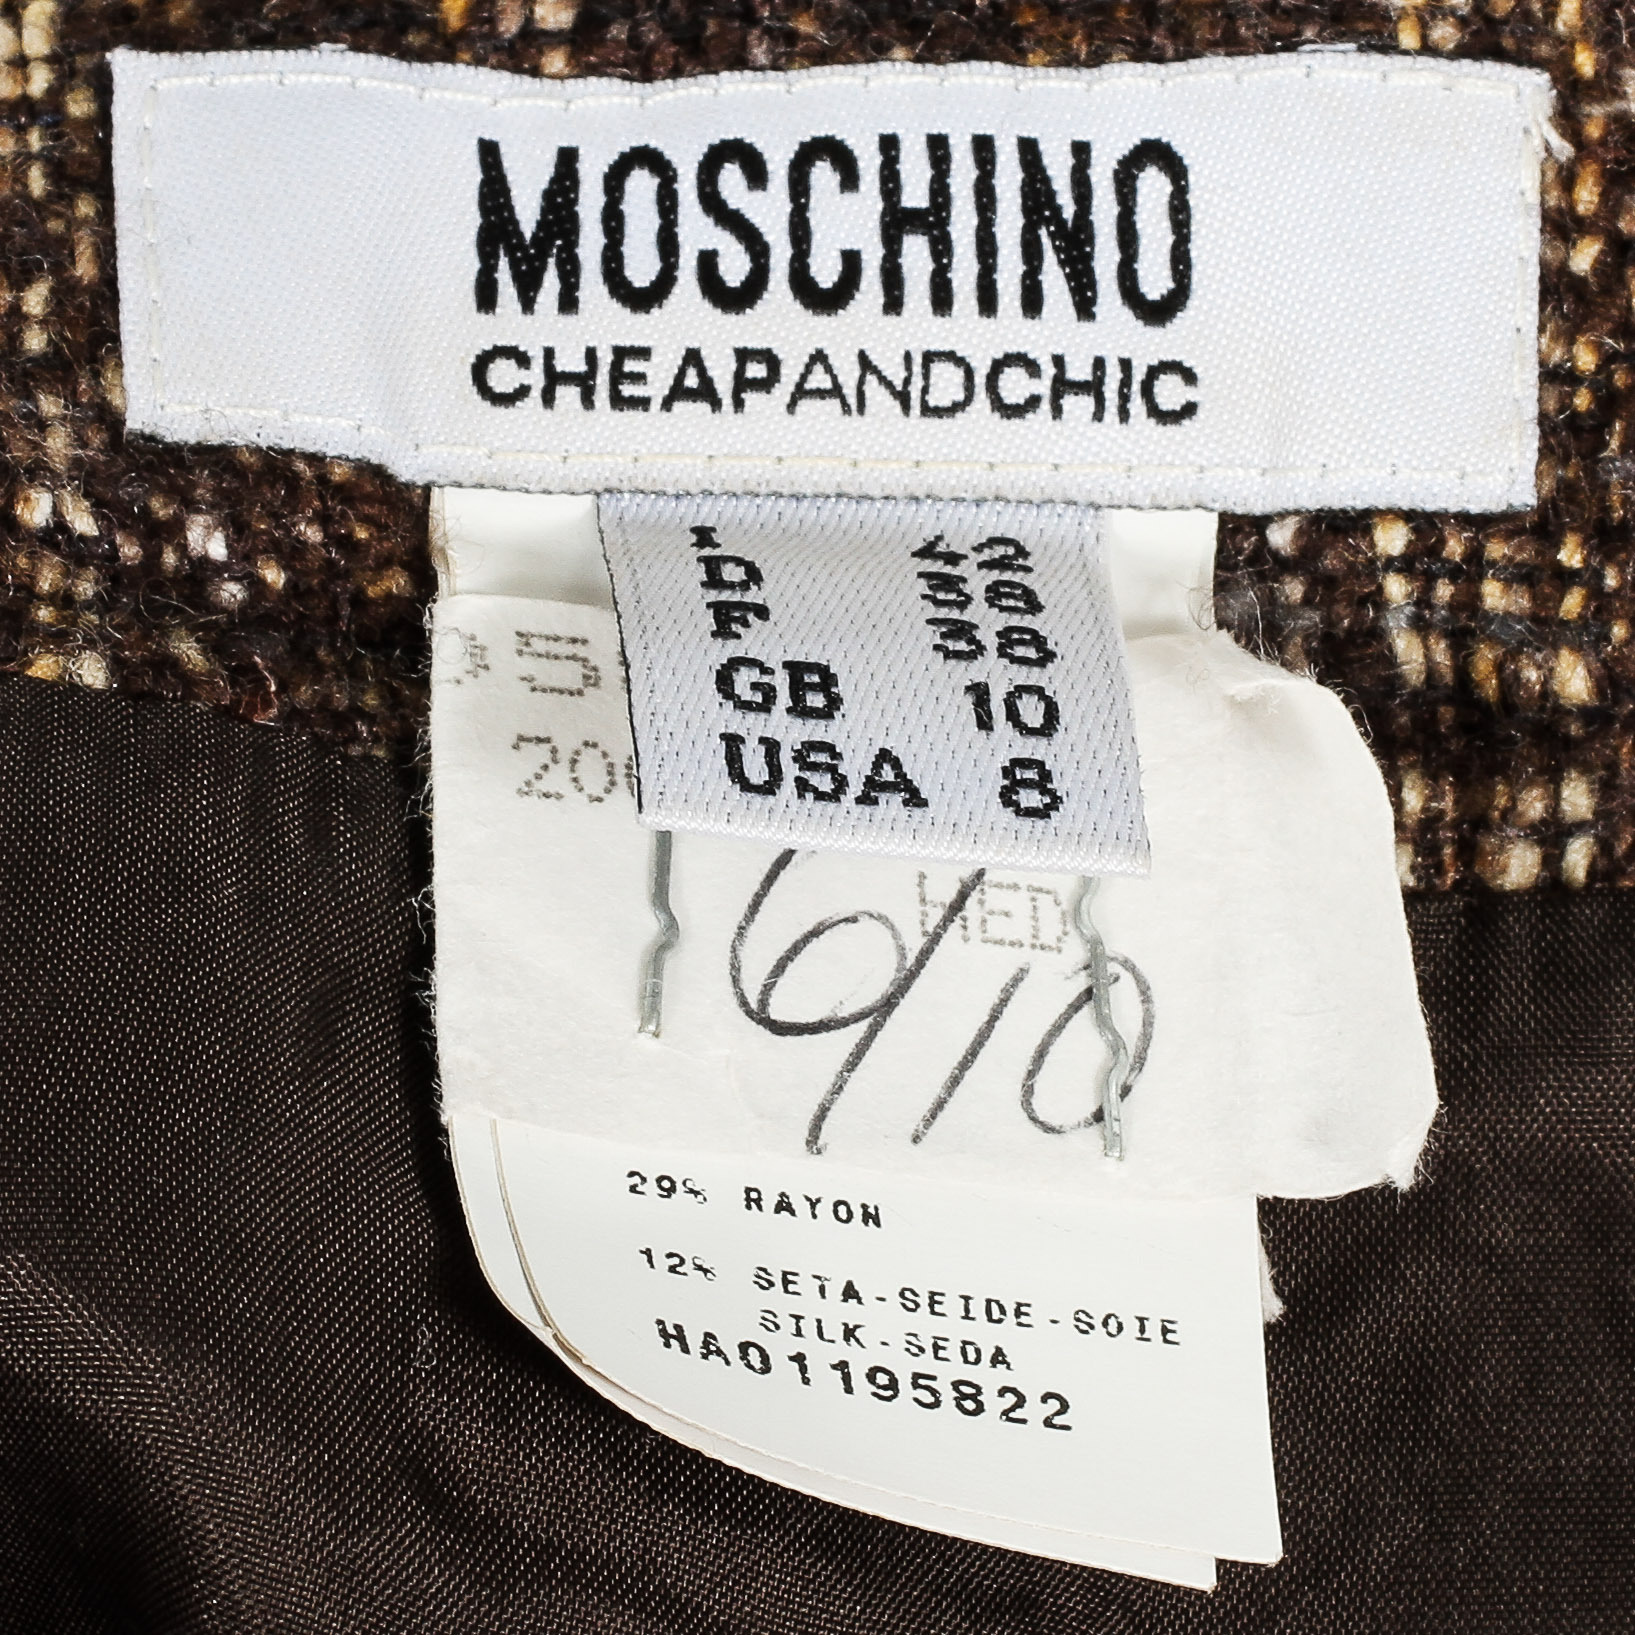 MOSCHINO
CHEAPANDCHIC
I 42
D 38
F 38
GB 10
USA 8
6/10
29% RAYON
12% SETA-SEIDE-SOIE
SILK-SEDA
HA01195822